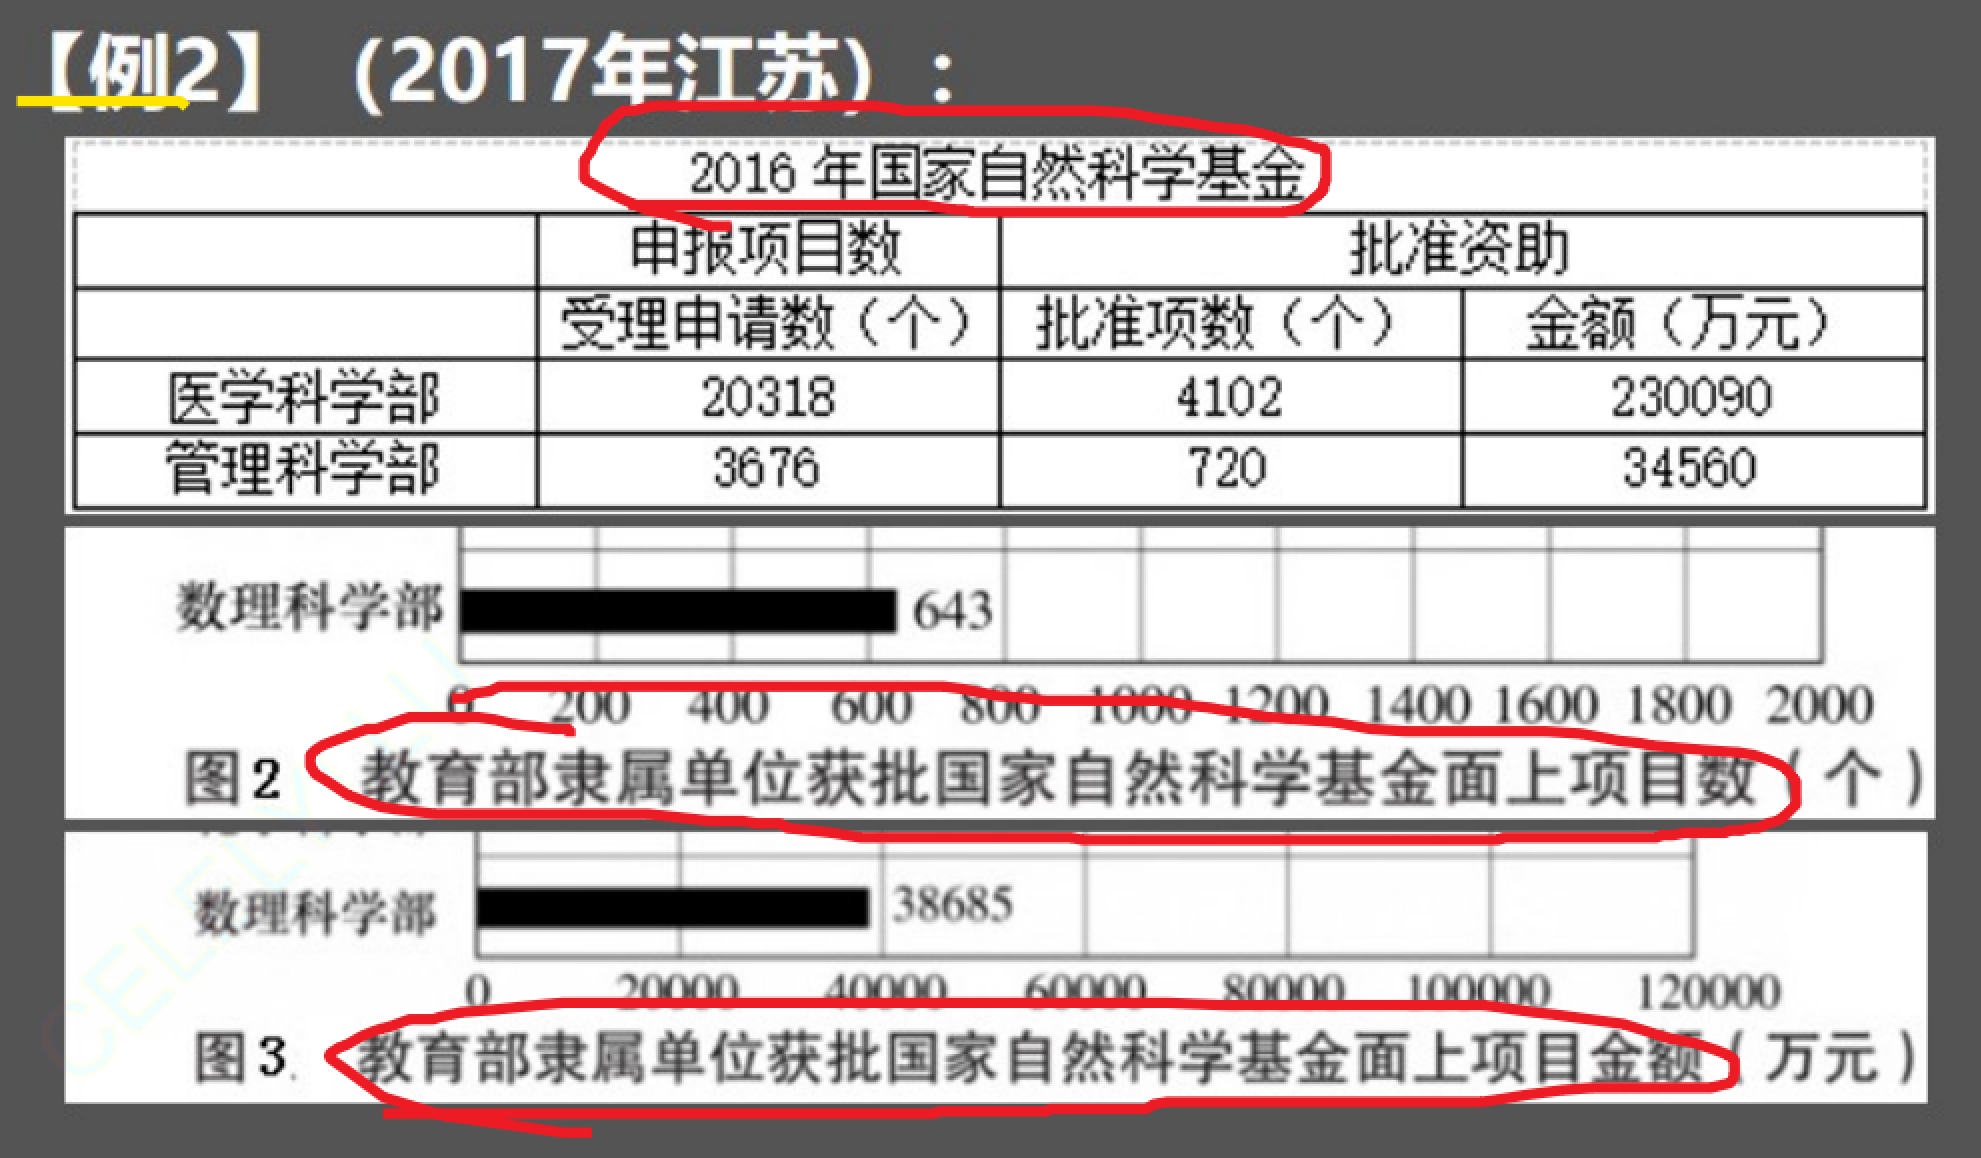 【例2】（2017年江苏）：
2016 年国家自然科学基金
申报项目数 批准资助
受理申请数（个） 批准项数（个） 金额（万元）
医学科学部 20318 4102 230090
管理科学部 3676 720 34560
数理科学部 643
0 200 400 600 800 1000 1200 1400 1600 1800 2000
图2 教育部隶属单位获批国家自然科学基金面上项目数（个）
数理科学部 38685
0 20000 40000 60000 80000 100000 120000
图3 教育部隶属单位获批国家自然科学基金面上项目金额（万元）